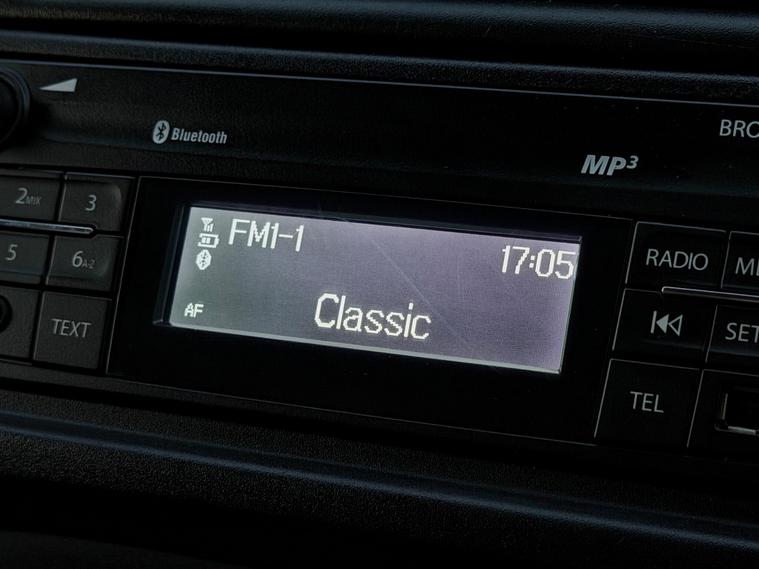 Bluetooth
MP3
BRO
2MIX
3
5
6A-Z
TEXT
FM1-1
17:05
AF
Classic
RADIO
ME
SET
TEL